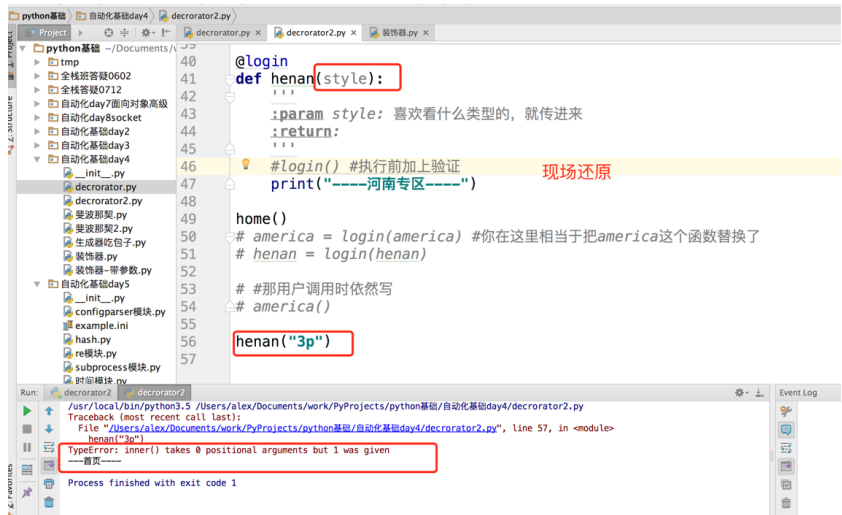 python基础 自动化基础day4 decrorator2.py
Project decrorator.py × decrorator2.py × 装饰器.py ×
python基础 ~/Documents/
tmp
全栈班答疑0602
全栈答疑0712
自动化day7面向对象高级
自动化day8socket
自动化基础day2
自动化基础day3
自动化基础day4
__init__.py
decrorator.py
decrorator2.py
斐波那契.py
斐波那契2.py
生成器吃包子.py
装饰器.py
装饰器-带参数.py
自动化基础day5
__init__.py
configparser模块.py
example.ini
hash.py
re模块.py
subprocess模块.py
时间模块.py
39
40 @login
41 def henan(style):
42 '''
43 :param style: 喜欢看什么类型的，就传进来
44 :return:
45 '''
46 #login() #执行前加上验证
现场还原
47 print("----河南专区----")
48
49 home()
50 # america = login(america) #你在这里相当于把america这个函数替换了
51 # henan = login(henan)
52
53 # #那用户调用时依然写
54 # america()
55
56 henan("3p")
57
Run: decrorator2 decrorator2 Event Log
/usr/local/bin/python3.5 /Users/alex/Documents/work/PyProjects/python基础/自动化基础day4/decrorator2.py
Traceback (most recent call last):
File "/Users/alex/Documents/work/PyProjects/python基础/自动化基础day4/decrorator2.py", line 57, in <module>
henan("3p")
TypeError: inner() takes 0 positional arguments but 1 was given
---首页----
Process finished with exit code 1